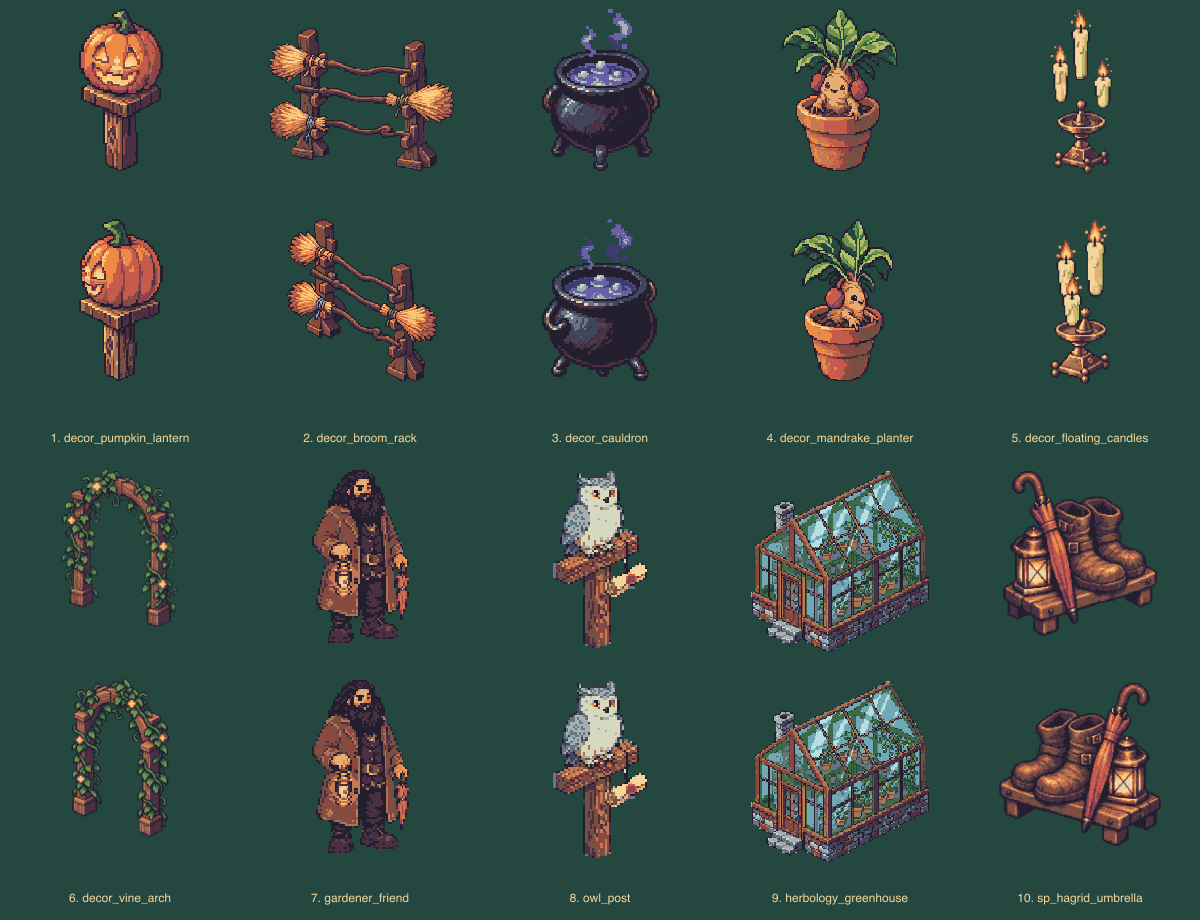 1. decor_pumpkin_lantern
2. decor_broom_rack
3. decor_cauldron
4. decor_mandrake_planter
5. decor_floating_candles
6. decor_vine_arch
7. gardener_friend
8. owl_post
9. herbology_greenhouse
10. sp_hagrid_umbrella